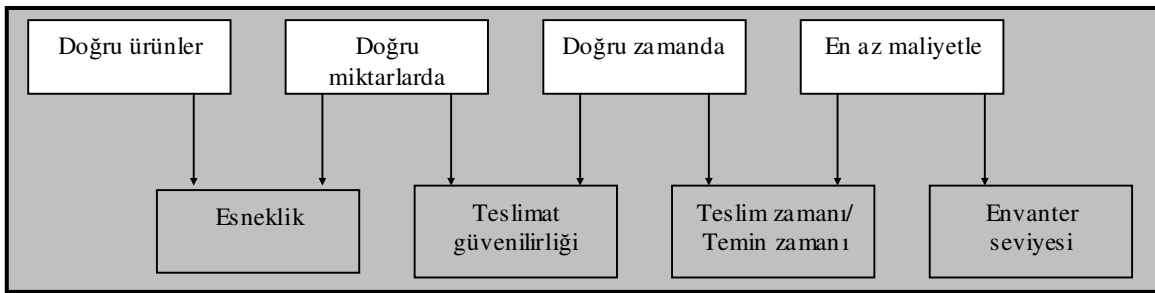 Doğru ürünler
Doğru
miktarlarda
Doğru zamanda
En az maliyetle
Esneklik
Teslimat
güvenilirliği
Teslim zamanı/
Temin zamanı
Envanter
seviyesi